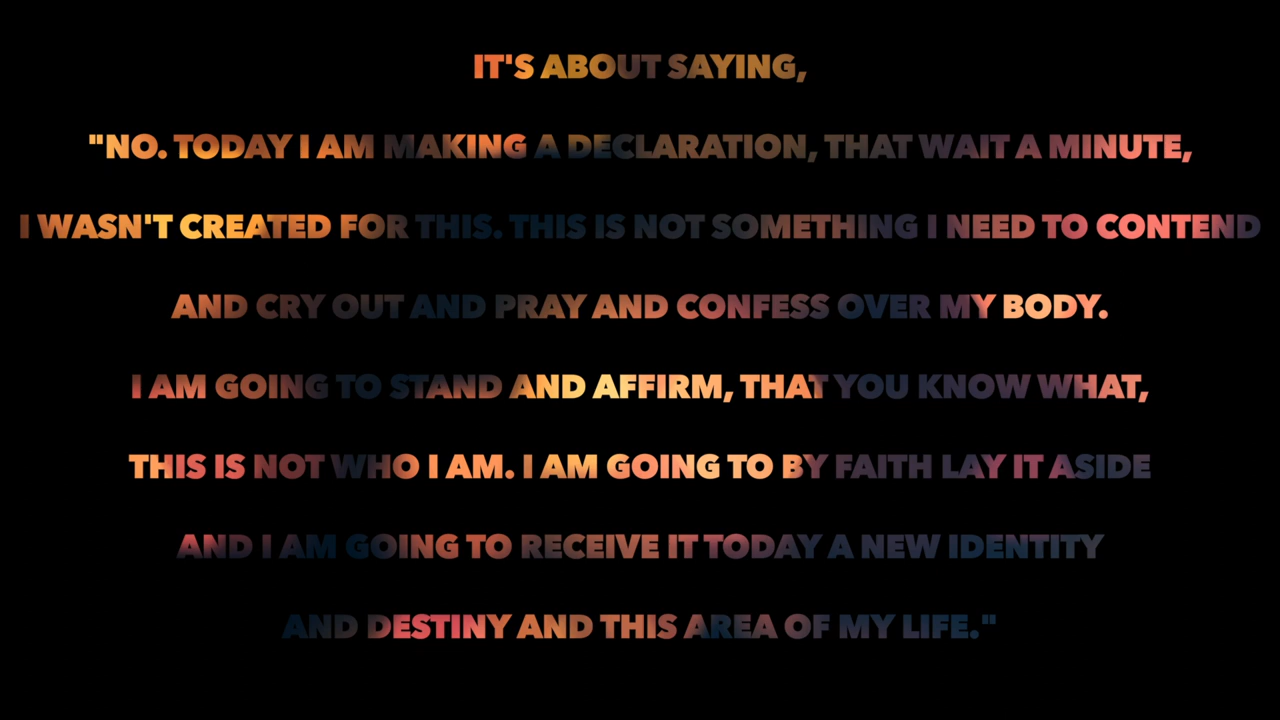 IT'S ABOUT SAYING,
"NO. TODAY I AM MAKING A DECLARATION, THAT WAIT A MINUTE,
I WASN'T CREATED FOR THIS. THIS IS NOT SOMETHING I NEED TO CONTEND
AND CRY OUT AND PRAY AND CONFESS OVER MY BODY.
I AM GOING TO STAND AND AFFIRM, THAT YOU KNOW WHAT,
THIS IS NOT WHO I AM. I AM GOING TO BY FAITH LAY IT ASIDE
AND I AM GOING TO RECEIVE IT TODAY A NEW IDENTITY
AND DESTINY AND THIS AREA OF MY LIFE."